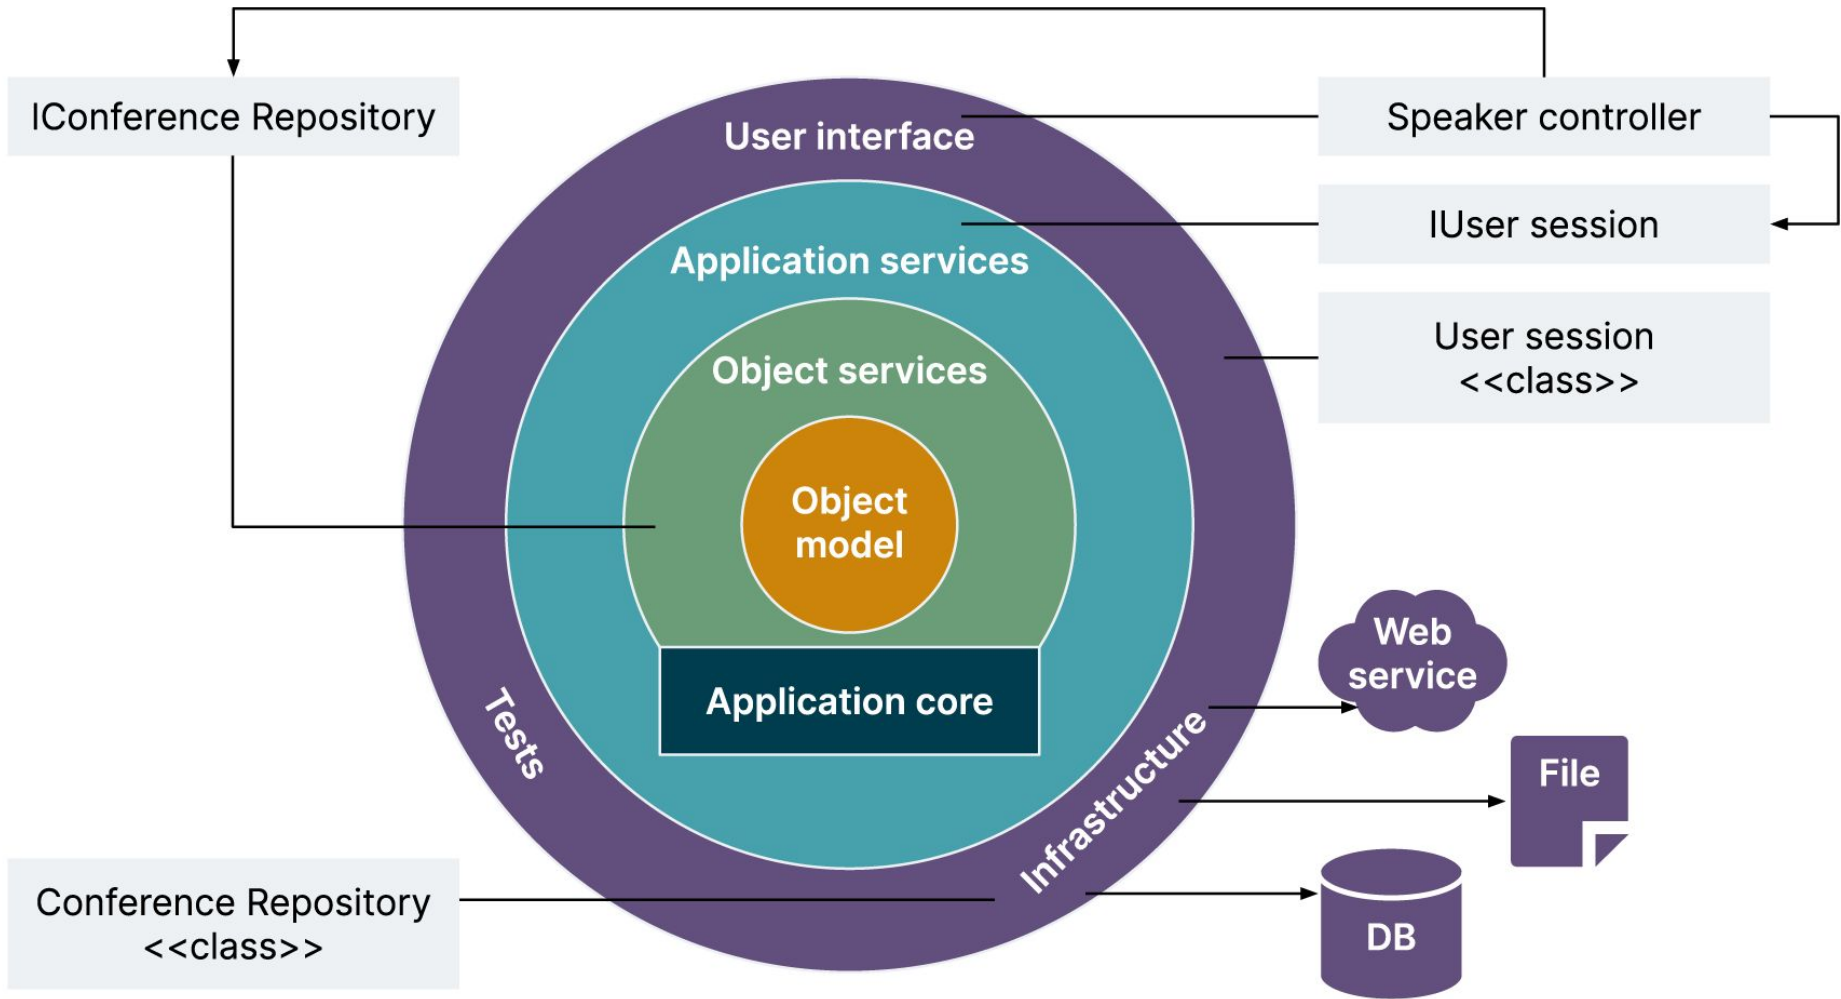 IConference Repository
User interface
Speaker controller
IUser session
Application services
User session
<<class>>
Object services
Object
model
Web
service
Application core
Tests
Infrastructure
File
Conference Repository
<<class>>
DB